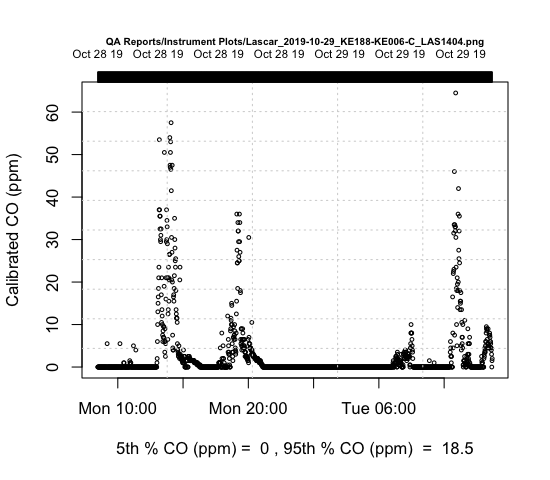 QA Reports/Instrument Plots/Lascar_2019-10-29_KE188-KE006-C_LAS1404.png
Oct 28 19 Oct 28 19 Oct 28 19 Oct 28 19 Oct 28 19 Oct 29 19 Oct 29 19
Calibrated CO (ppm)
60
50
40
30
20
10
0
Mon 10:00 Mon 20:00 Tue 06:00
5th % CO (ppm) = 0 , 95th % CO (ppm) = 18.5